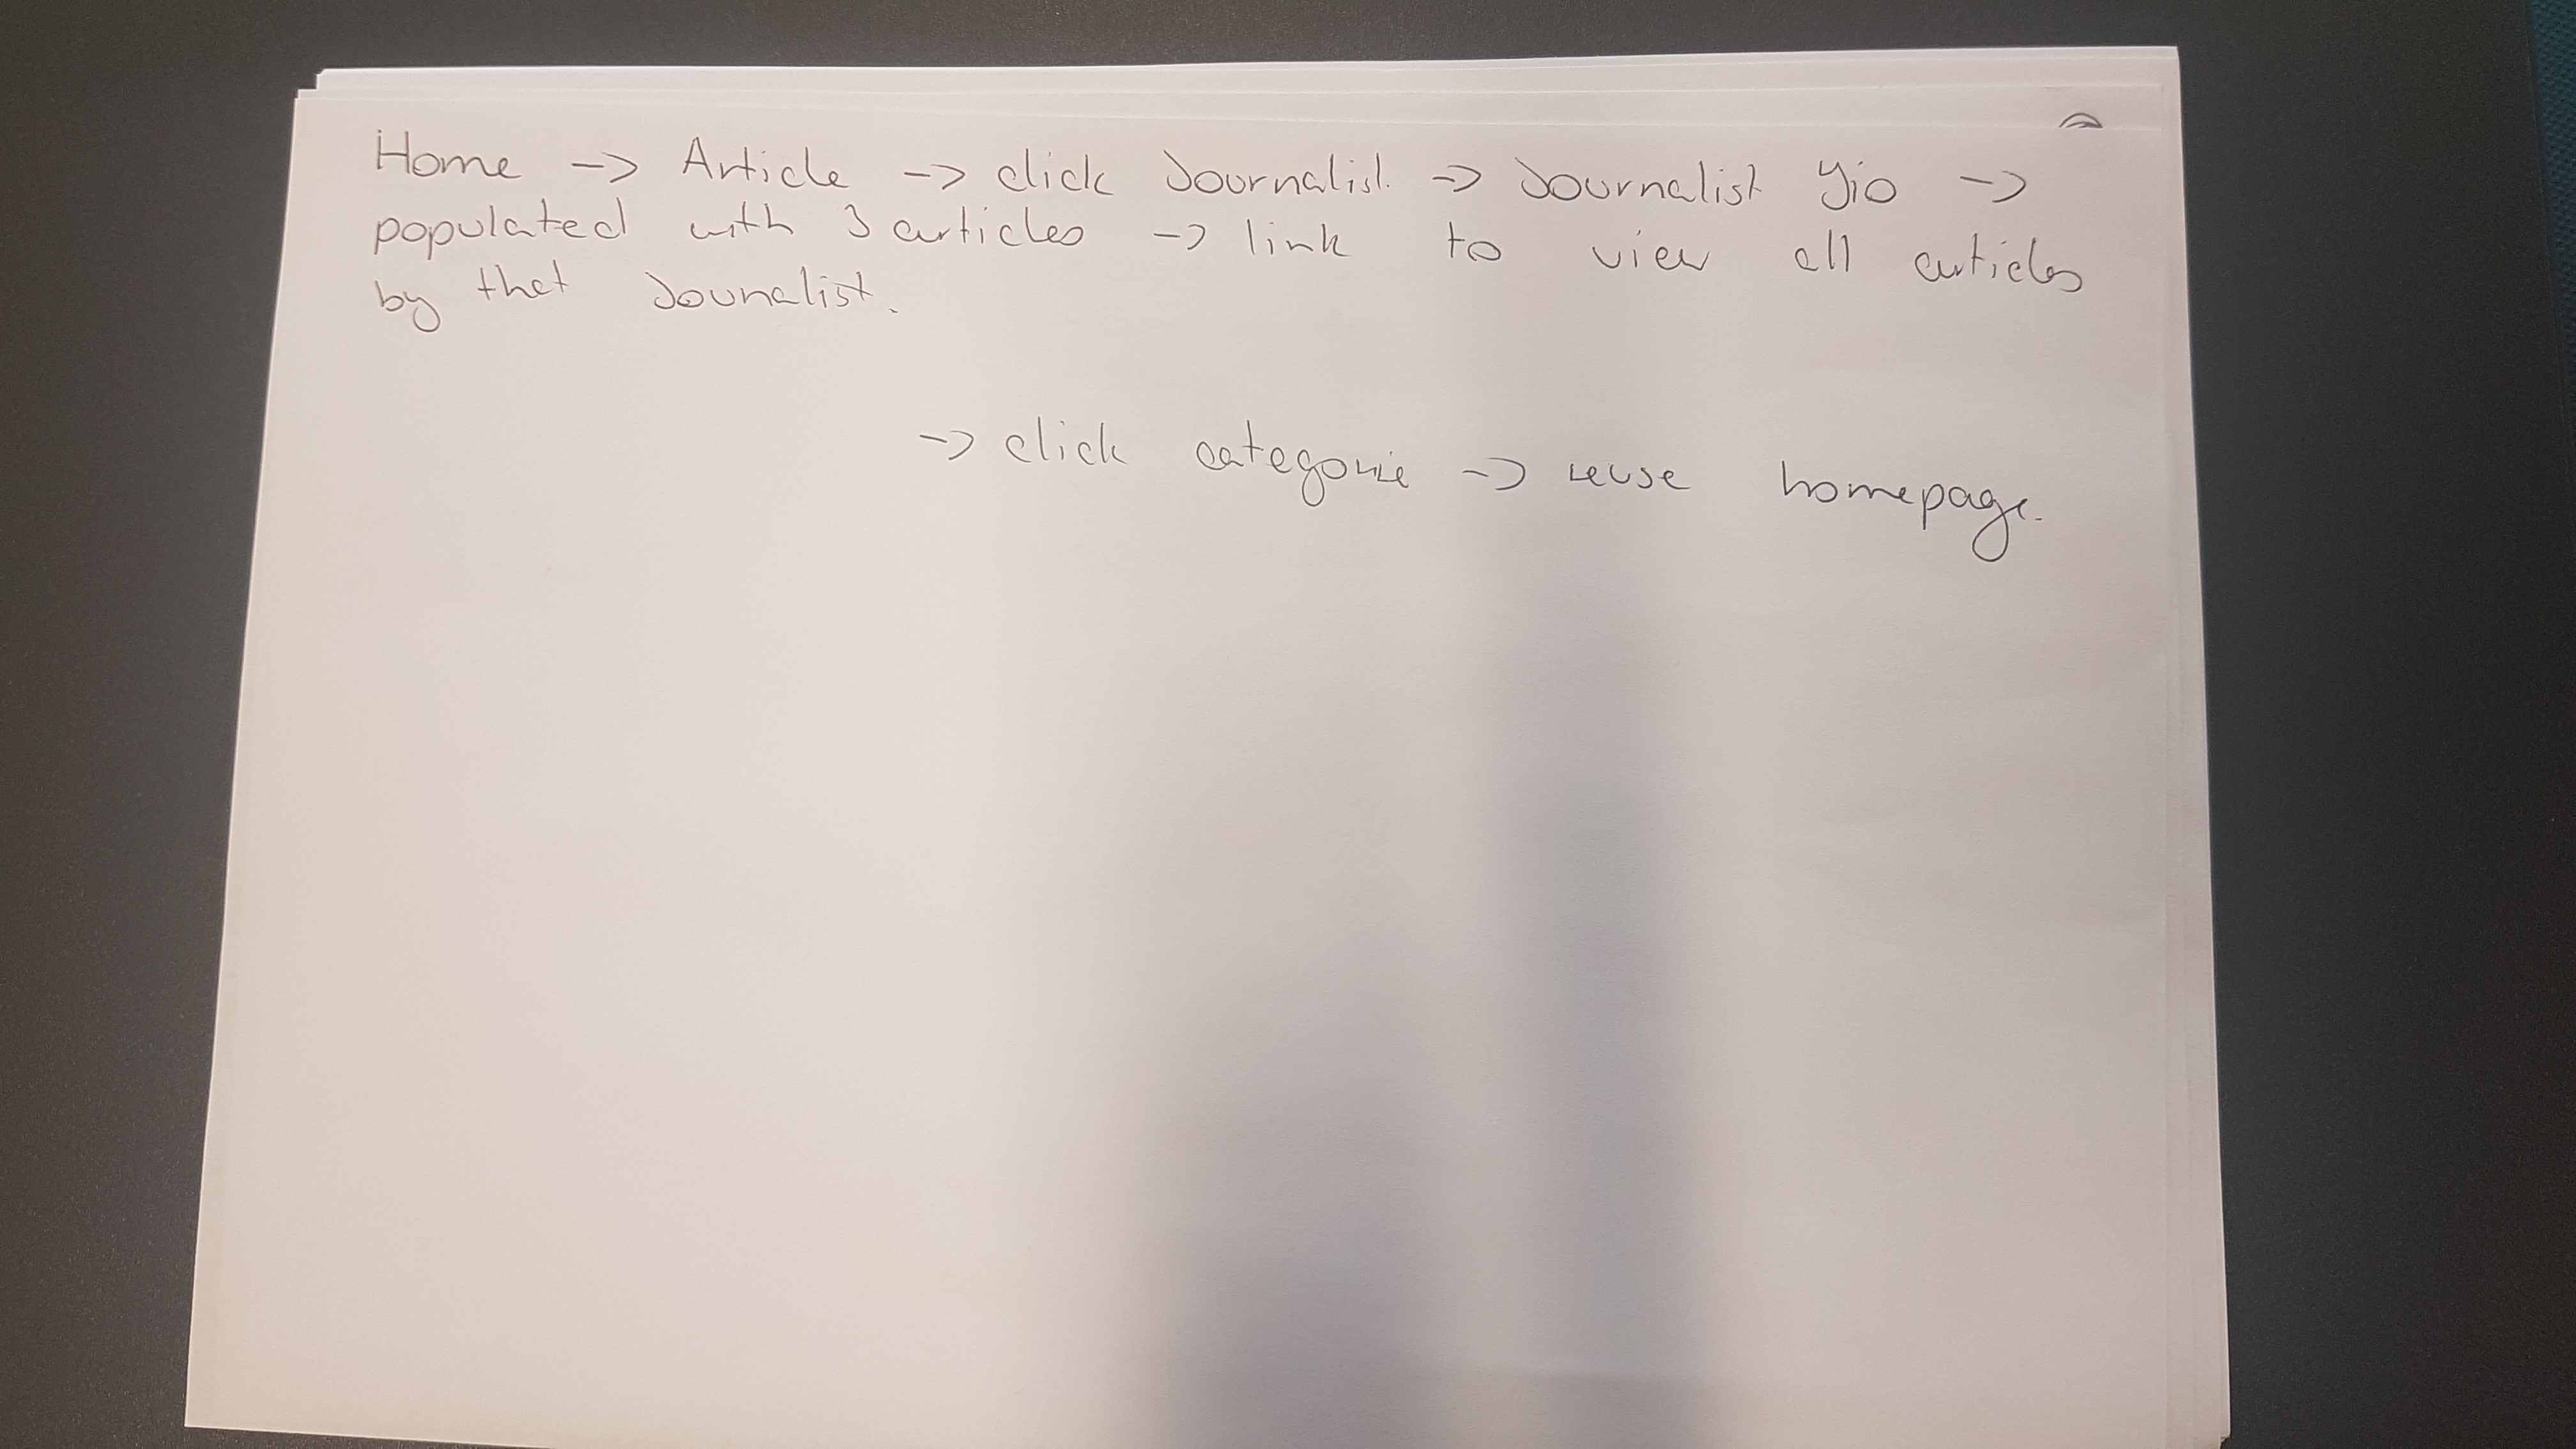 Home -> Article -> click Journalist. -> Journalist bio ->
populated with 3 articles -> link to view all articles
by that Jounalist.
-> click categorie -> reuse homepage.